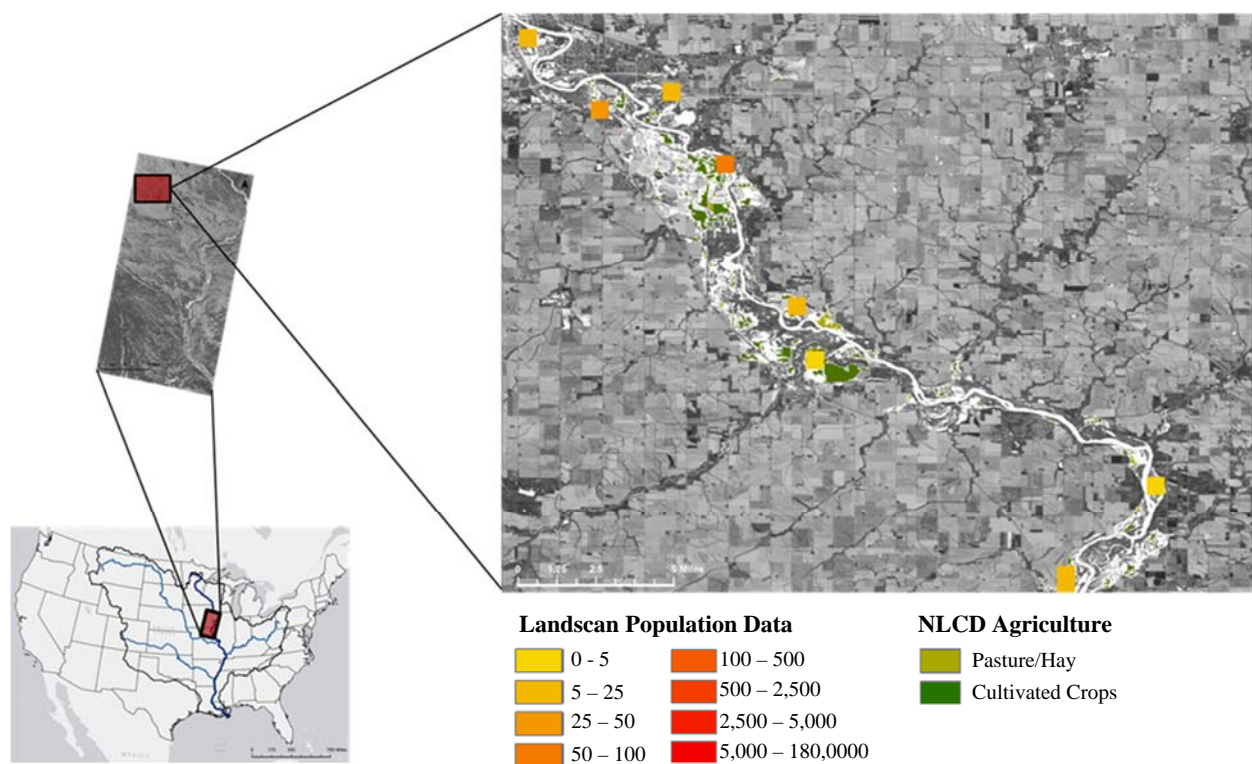 A
0 1.25 2.5 5 Miles
MÉXICO
Landscan Population Data
0 - 5
5 – 25
25 – 50
50 – 100
100 – 500
500 – 2,500
2,500 – 5,000
5,000 – 180,0000
NLCD Agriculture
Pasture/Hay
Cultivated Crops